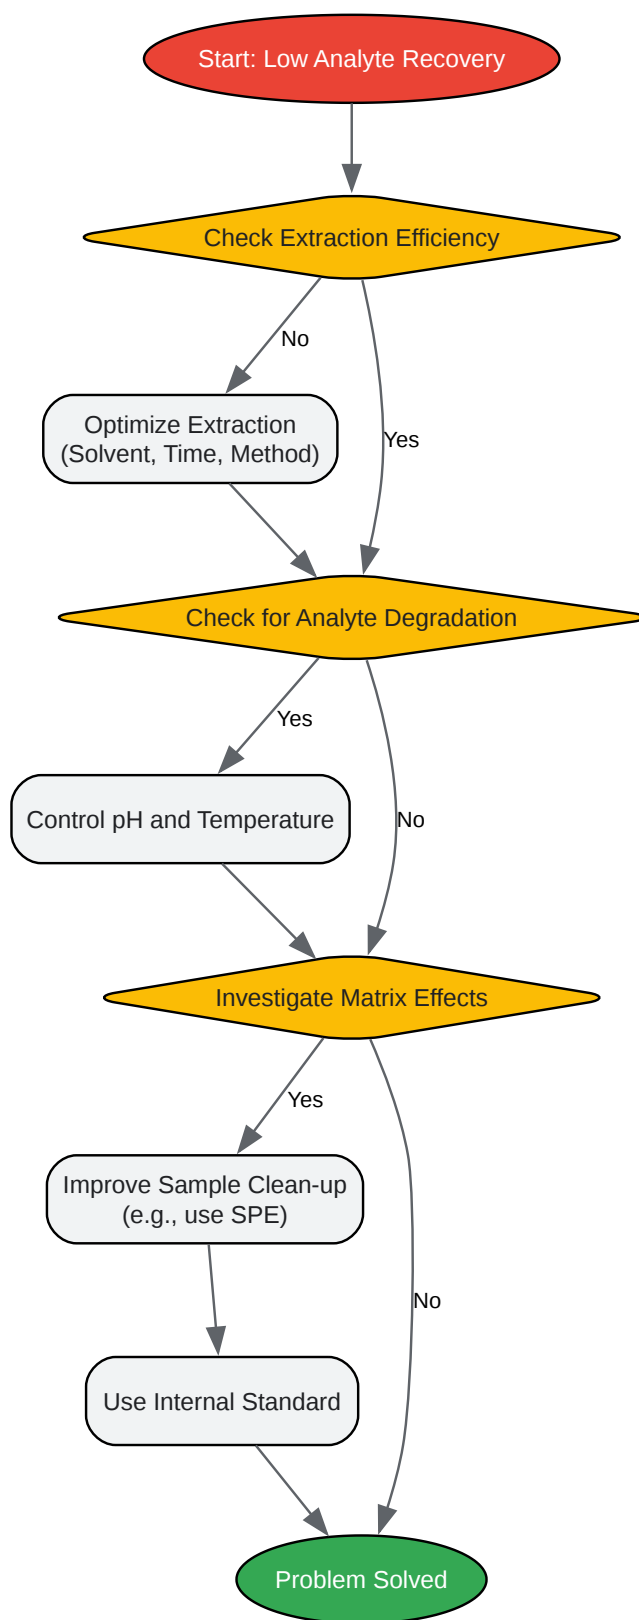 Start: Low Analyte Recovery
Check Extraction Efficiency
No
Optimize Extraction
(Solvent, Time, Method)
Yes
Check for Analyte Degradation
Yes
Control pH and Temperature
No
Investigate Matrix Effects
Yes
Improve Sample Clean-up
(e.g., use SPE)
No
Use Internal Standard
Problem Solved